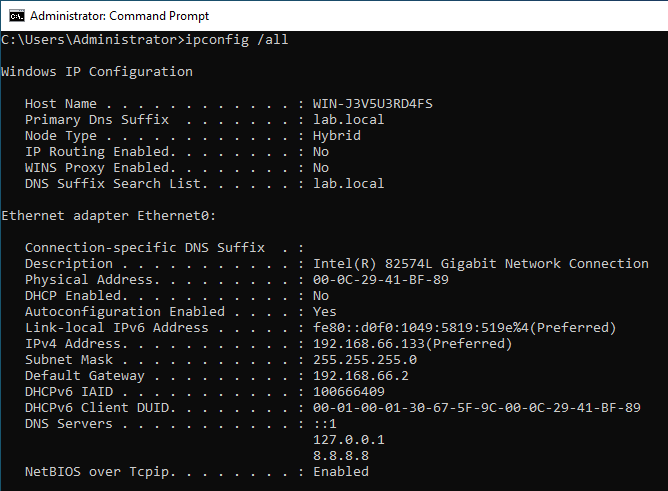 Administrator: Command Prompt
C:\Users\Administrator>ipconfig /all
Windows IP Configuration
Host Name . . . . . . . . . . . . : WIN-J3V5U3RD4FS
Primary Dns Suffix  . . . . . . . : lab.local
Node Type . . . . . . . . . . . . : Hybrid
IP Routing Enabled. . . . . . . . : No
WINS Proxy Enabled. . . . . . . . : No
DNS Suffix Search List. . . . . . : lab.local
Ethernet adapter Ethernet0:
Connection-specific DNS Suffix  . :
Description . . . . . . . . . . . : Intel(R) 82574L Gigabit Network Connection
Physical Address. . . . . . . . . : 00-0C-29-41-BF-89
DHCP Enabled. . . . . . . . . . . : No
Autoconfiguration Enabled . . . . : Yes
Link-local IPv6 Address . . . . . : fe80::d0f0:1049:5819:519e%4(Preferred)
IPv4 Address. . . . . . . . . . . : 192.168.66.133(Preferred)
Subnet Mask . . . . . . . . . . . : 255.255.255.0
Default Gateway . . . . . . . . . : 192.168.66.2
DHCPv6 IAID . . . . . . . . . . . : 100666409
DHCPv6 Client DUID. . . . . . . . : 00-01-00-01-30-67-5F-9C-00-0C-29-41-BF-89
DNS Servers . . . . . . . . . . . : ::1
127.0.0.1
8.8.8.8
NetBIOS over Tcpip. . . . . . . . : Enabled